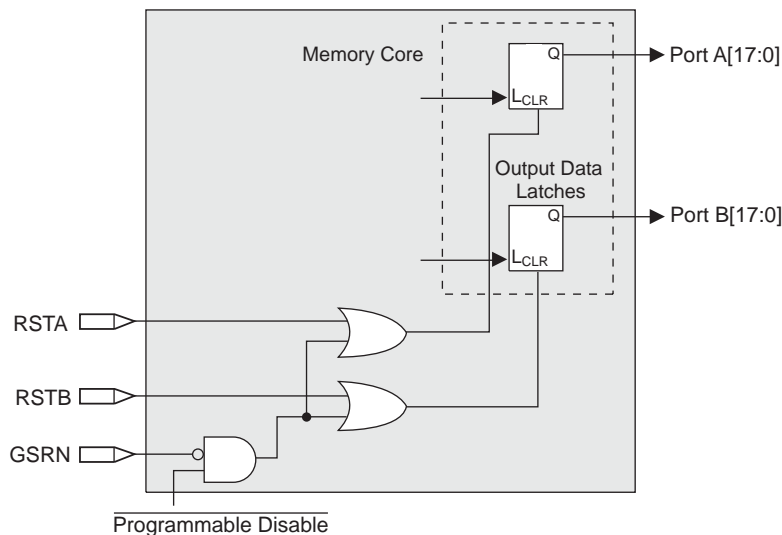 Memory Core
Q
Port A[17:0]
LCLR
Output Data
Latches
Q
Port B[17:0]
LCLR
RSTA
RSTB
GSRN
Programmable Disable